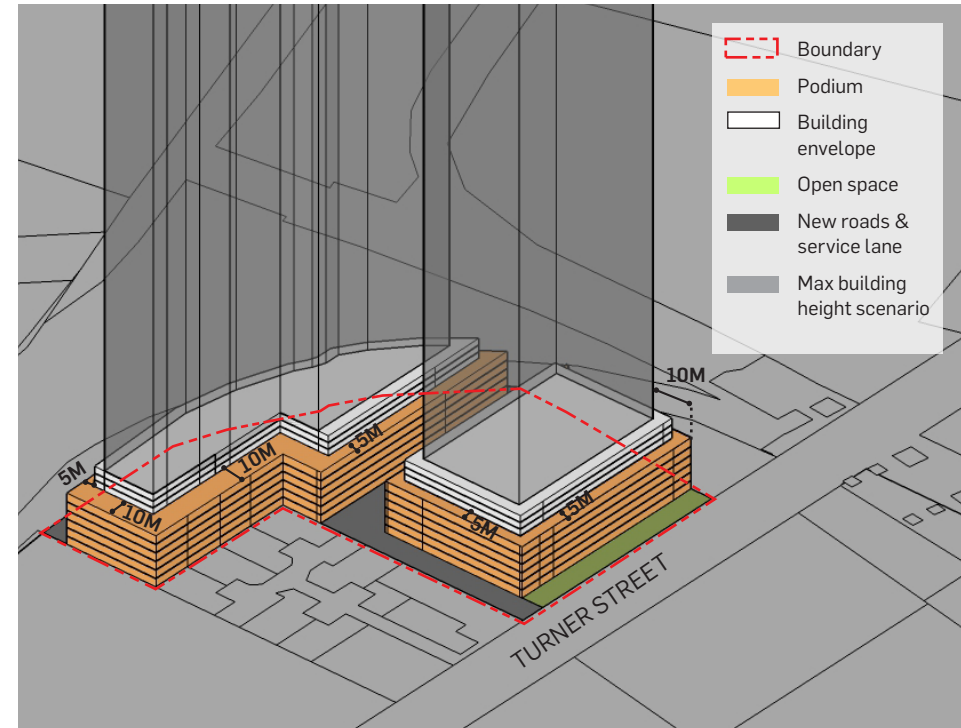 Boundary
Podium
Building
envelope
Open space
New roads &
service lane
Max building
height scenario
10M
5M
10M
10M
5M
5M
5M
TURNER STREET